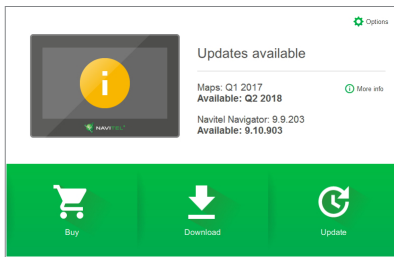 Options
Updates available
Maps: Q1 2017
Available: Q2 2018
More info
Navitel Navigator: 9.9.203
Available: 9.10.903
NAVITEL
Buy
Download
Update